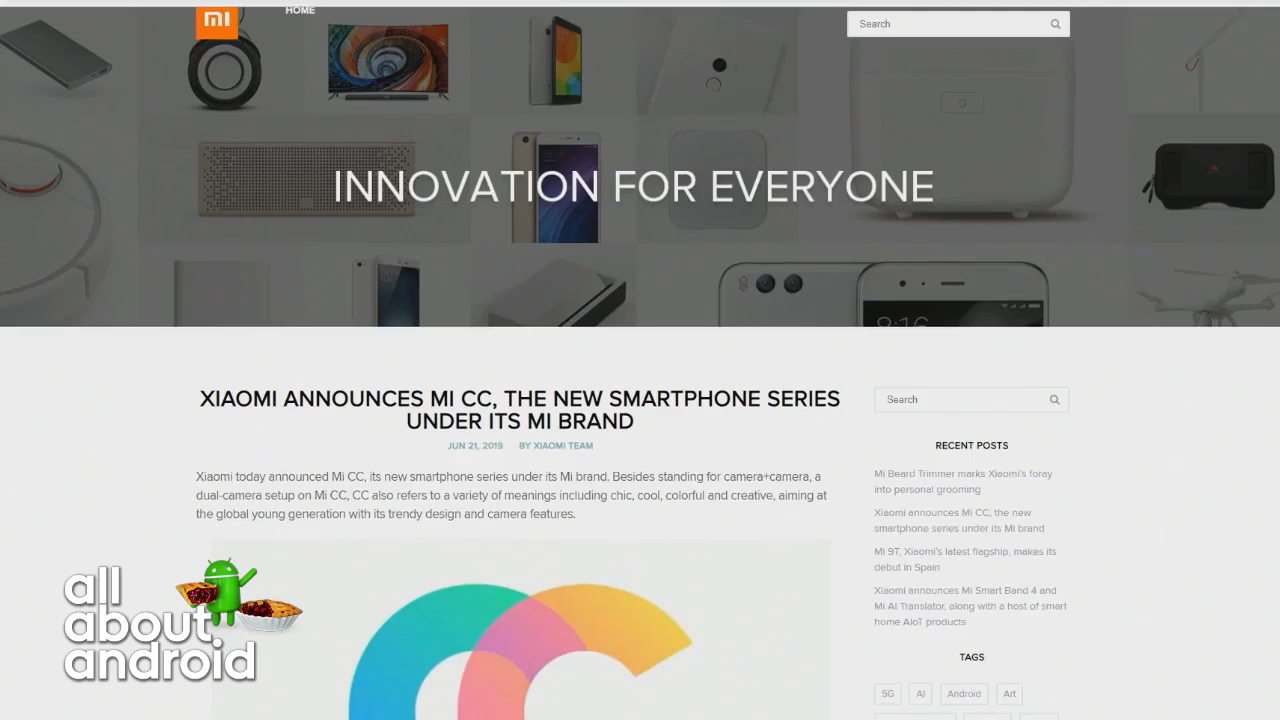 MI
HOME
Search
INNOVATION FOR EVERYONE
8:16
XIAOMI ANNOUNCES MI CC, THE NEW SMARTPHONE SERIES
UNDER ITS MI BRAND
JUN 21, 2019 BY XIAOMI TEAM
Xiaomi today announced Mi CC, its new smartphone series under its Mi brand. Besides standing for camera+camera, a
dual-camera setup on Mi CC, CC also refers to a variety of meanings including chic, cool, colorful and creative, aiming at
the global young generation with its trendy design and camera features.
Search
RECENT POSTS
Mi Beard Trimmer marks Xiaomi's foray
into personal grooming
Xiaomi announces Mi CC, the new
smartphone series under its Mi brand
Mi 9T, Xiaomi's latest flagship, makes its
debut in Spain
Xiaomi announces Mi Smart Band 4 and
Mi AI Translator, along with a host of smart
home AIoT products
TAGS
5G AI Android Art
all
about
android